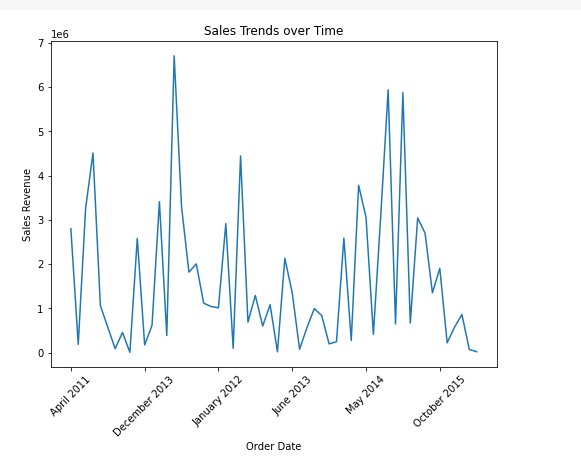 Sales Trends over Time
1e6
7
6
5
4
3
2
1
0
Sales Revenue
April 2011
December 2013
January 2012
June 2013
May 2014
October 2015
Order Date